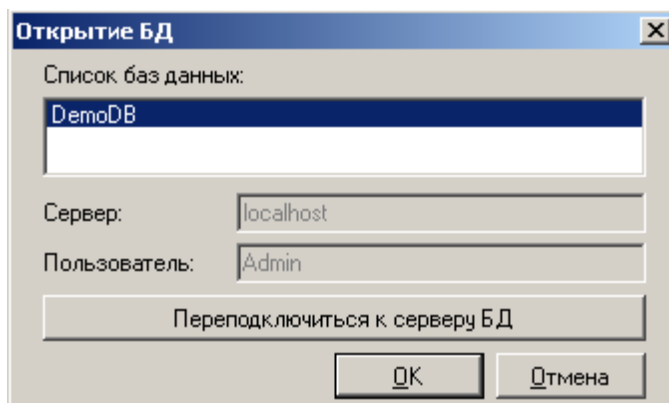 Открытие БД
Список баз данных:
DemoDB
Сервер: localhost
Пользователь: Admin
Переподключиться к серверу БД
OK Отмена